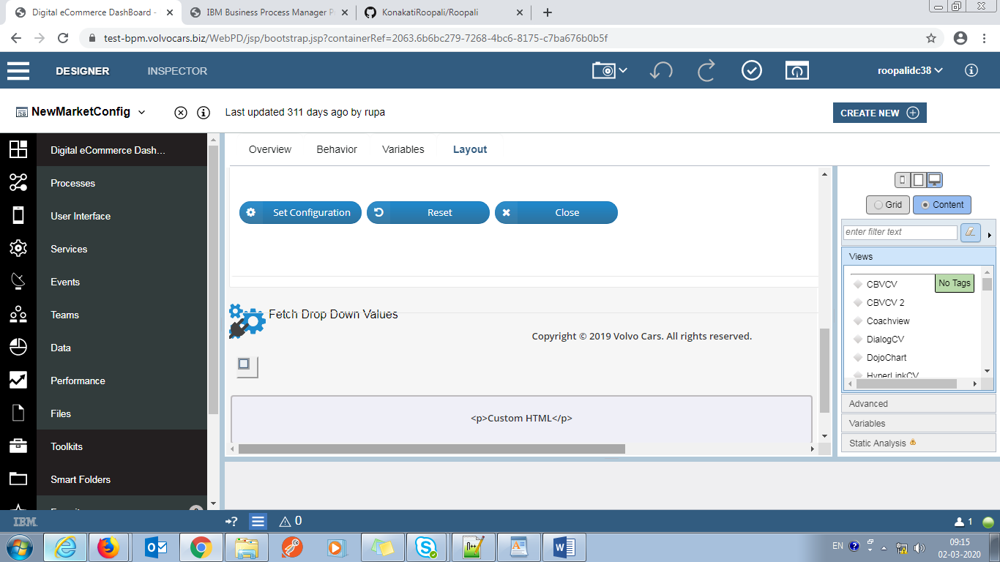 Digital eCommerce DashBoard -
IBM Business Process Manager P
KonakatiRoopali/Roopali
test-bpm.volvocars.biz/WebPD/jsp/bootstrap.jsp?containerRef=2063.6b6bc279-7268-4bc6-8175-c7ba676b0b5f
DESIGNER INSPECTOR roopalidc38
NewMarketConfig Last updated 311 days ago by rupa CREATE NEW
Digital eCommerce Dash...
Processes
User Interface
Services
Events
Teams
Data
Performance
Files
Toolkits
Smart Folders
Overview Behavior Variables Layout
Set Configuration Reset Close
Fetch Drop Down Values
Copyright © 2019 Volvo Cars. All rights reserved.
<p>Custom HTML</p>
Grid Content
enter filter text
Views
No Tags
CBVCV
CBVCV 2
Coachview
DialogCV
DojoChart
HyperLinkCV
Advanced
Variables
Static Analysis
IBM
0
1
EN
09:15
02-03-2020